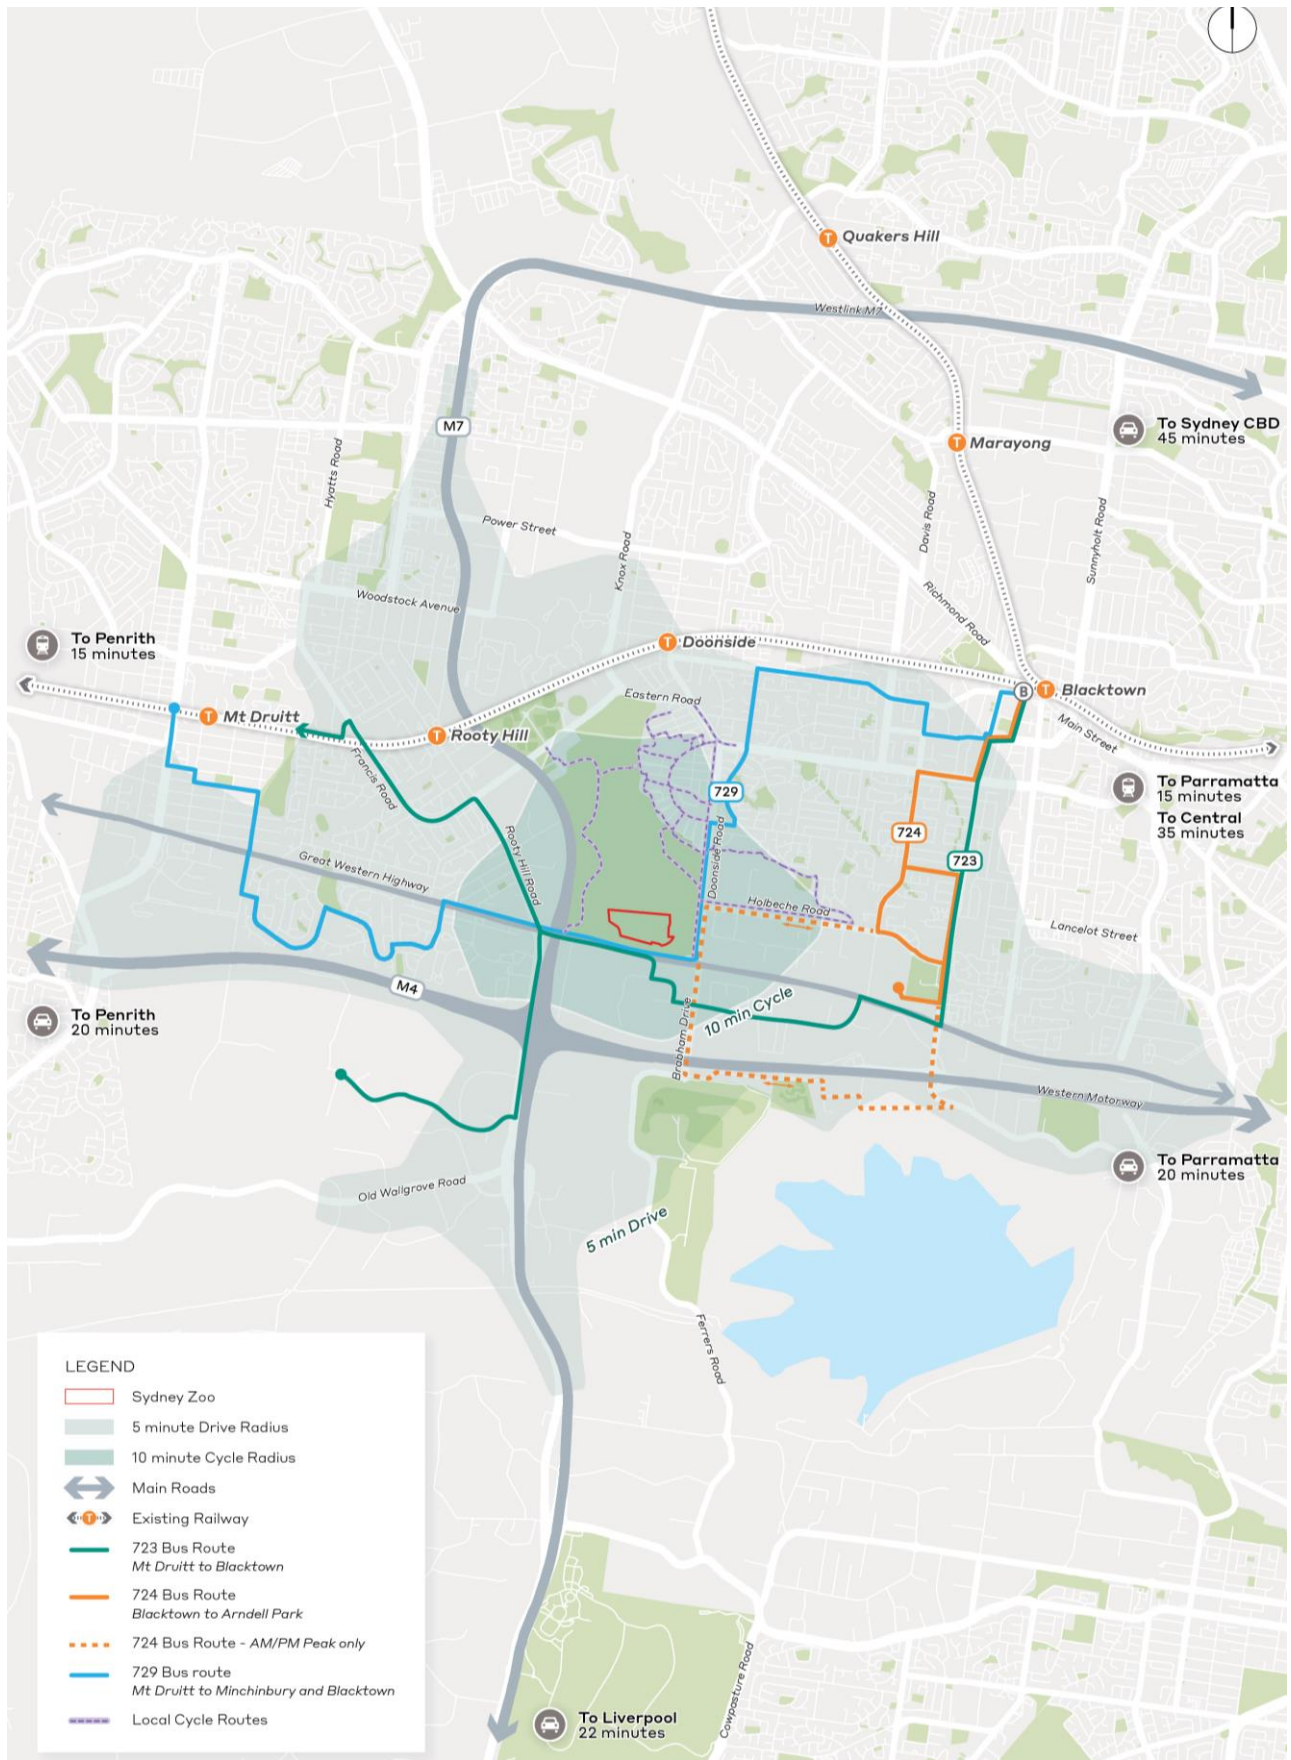 T Quakers Hill
Westlink M7
To Sydney CBD
45 minutes
M7
T Marayong
Hyatts Road
Power Street
Knox Road
Davis Road
Sunnyholt Road
Woodstock Avenue
Richmond Road
To Penrith
15 minutes
T Doonside
T Mt Druitt
T Rooty Hill
Eastern Road
B T Blacktown
Main Street
Francis Road
729
To Parramatta
15 minutes
To Central
35 minutes
724
723
Rooty Hill Road
Great Western Highway
Doonside Road
Holbeche Road
Lancelot Street
M4
To Penrith
20 minutes
10 min Cycle
Brabham Drive
Western Motorway
To Parramatta
20 minutes
Old Wallgrove Road
5 min Drive
Ferrers Road
LEGEND
Sydney Zoo
5 minute Drive Radius
10 minute Cycle Radius
Main Roads
T Existing Railway
723 Bus Route
Mt Druitt to Blacktown
724 Bus Route
Blacktown to Arndell Park
724 Bus Route - AM/PM Peak only
729 Bus route
Mt Druitt to Minchinbury and Blacktown
Local Cycle Routes
Cowpasture Road
To Liverpool
22 minutes